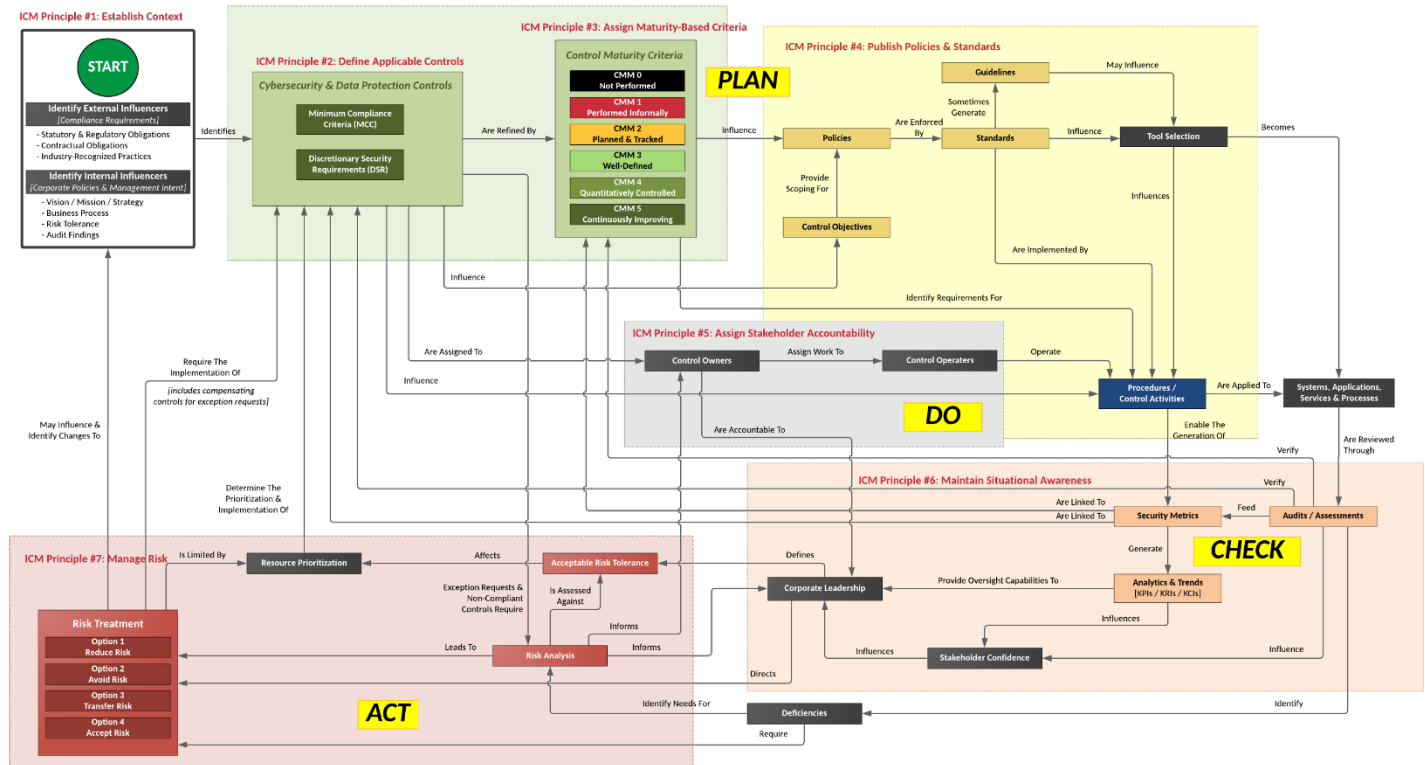 ICM Principle #1: Establish Context
START
Identify External Influencers
[Compliance Requirements]
- Statutory & Regulatory Obligations
- Contractual Obligations
- Industry-Recognized Practices
Identify Internal Influencers
[Corporate Policies & Management Intent]
- Vision / Mission / Strategy
- Business Process
- Risk Tolerance
- Audit Findings
Identifies
ICM Principle #2: Define Applicable Controls
Cybersecurity & Data Protection Controls
Minimum Compliance
Criteria (MCC)
Discretionary Security
Requirements (DSR)
Are Refined By
ICM Principle #3: Assign Maturity-Based Criteria
Control Maturity Criteria
CMM 0
Not Performed
CMM 1
Performed Informally
CMM 2
Planned & Tracked
CMM 3
Well-Defined
CMM 4
Quantitatively Controlled
CMM 5
Continuously Improving
PLAN
Influence
ICM Principle #4: Publish Policies & Standards
Guidelines
May Influence
Sometimes
Generate
Policies
Are Enforced
By
Standards
Influence
Tool Selection
Becomes
Provide
Scoping For
Influences
Control Objectives
Are Implemented By
Influence
Identify Requirements For
ICM Principle #5: Assign Stakeholder Accountability
Are Assigned To
Control Owners
Assign Work To
Control Operaters
Operate
Influence
Procedures /
Control Activities
Are Applied To
Systems, Applications,
Services & Processes
DO
Are Accountable To
Enable The
Generation Of
Are Reviewed
Through
Require The
Implementation Of
[includes compensating
controls for exception requests]
May Influence &
Identify Changes To
Determine The
Prioritization &
Implementation Of
Verify
ICM Principle #6: Maintain Situational Awareness
Verify
Are Linked To
Are Linked To
Security Metrics
Feed
Audits / Assessments
Generate
CHECK
Defines
Corporate Leadership
Provide Oversight Capabilities To
Analytics & Trends
[KPIs / KRIs / KCIs]
Influences
Influences
Stakeholder Confidence
Influence
ICM Principle #7: Manage Risk
Is Limited By
Resource Prioritization
Affects
Acceptable Risk Tolerance
Exception Requests &
Non-Compliant
Controls Require
Is Assessed
Against
Informs
Risk Treatment
Option 1
Reduce Risk
Option 2
Avoid Risk
Option 3
Transfer Risk
Option 4
Accept Risk
Leads To
Risk Analysis
Informs
Directs
ACT
Identify Needs For
Deficiencies
Identify
Require